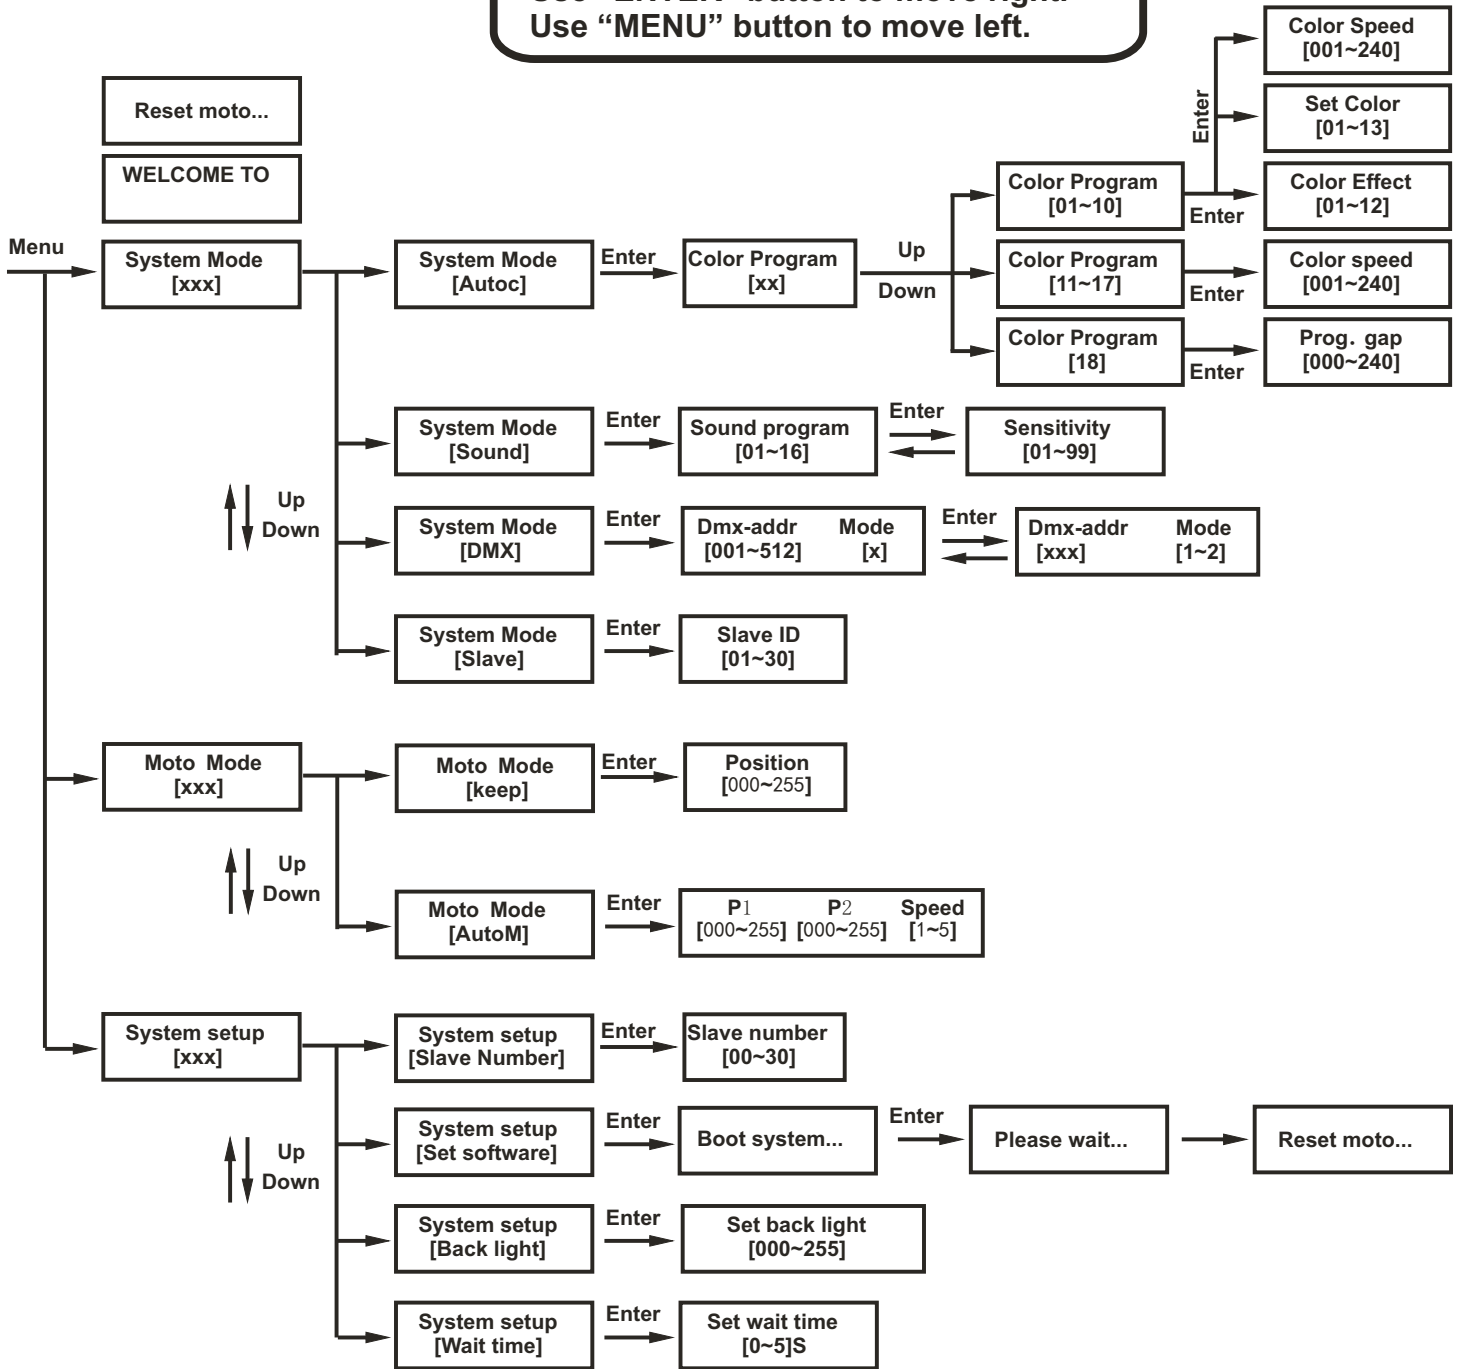 Use "ENTER" button to move right.
Use “MENU” button to move left.
Reset moto...
WELCOME TO
Menu
System Mode
[xxx]
System Mode
[Autoc]
Enter
Color Program
[xx]
Up
Down
Color Program
[01~10]
Enter
Enter
Color Speed
[001~240]
Set Color
[01~13]
Color Effect
[01~12]
Color Program
[11~17]
Enter
Color speed
[001~240]
Color Program
[18]
Enter
Prog. gap
[000~240]
Up
Down
System Mode
[Sound]
Enter
Sound program
[01~16]
Enter
Sensitivity
[01~99]
System Mode
[DMX]
Enter
Dmx-addr Mode
[001~512] [x]
Enter
Dmx-addr Mode
[xxx] [1~2]
System Mode
[Slave]
Enter
Slave ID
[01~30]
Moto Mode
[xxx]
Up
Down
Moto Mode
[keep]
Enter
Position
[000~255]
Moto Mode
[AutoM]
Enter
P1 P2 Speed
[000~255] [000~255] [1~5]
System setup
[xxx]
Up
Down
System setup
[Slave Number]
Enter
Slave number
[00~30]
System setup
[Set software]
Enter
Boot system...
Enter
Please wait...
Reset moto...
System setup
[Back light]
Enter
Set back light
[000~255]
System setup
[Wait time]
Enter
Set wait time
[0~5]S